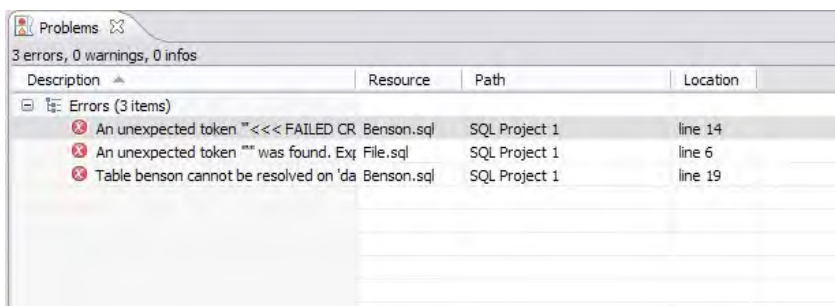 Problems
3 errors, 0 warnings, 0 infos
Description Resource Path Location
Errors (3 items)
An unexpected token "<<< FAILED CR Benson.sql SQL Project 1 line 14
An unexpected token "" was found. Exp File.sql SQL Project 1 line 6
Table benson cannot be resolved on 'da Benson.sql SQL Project 1 line 19